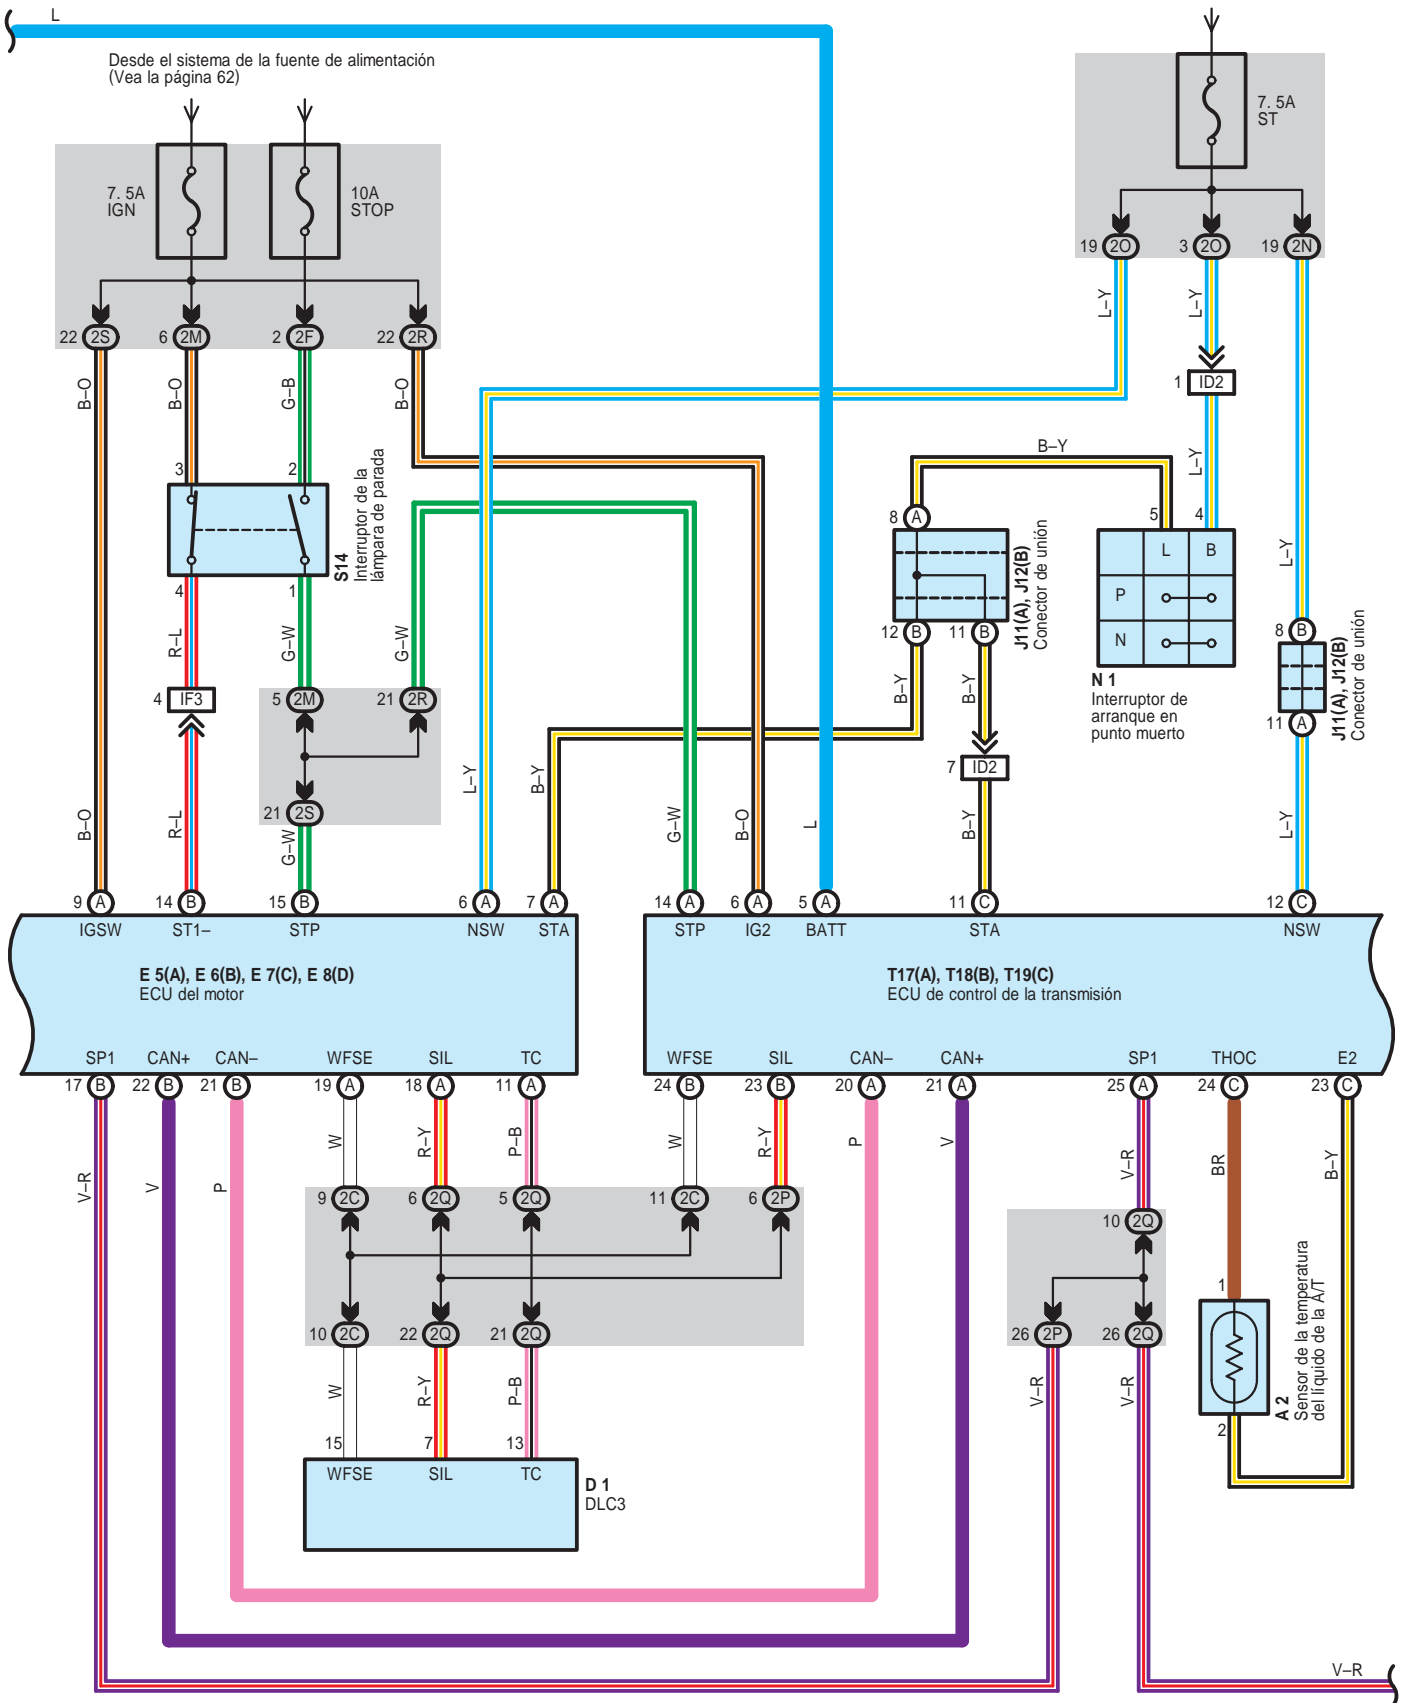 L
Desde el sistema de la fuente de alimentación
(Vea la página 62)
7. 5A
IGN
10A
STOP
7. 5A
ST
19 2O
3 2O
19 2N
22 2S
6 2M
2 2F
22 2R
B–O
B–O
G–B
B–O
L–Y
L–Y
L–Y
1 ID2
L–Y
B–Y
3
2
4
1
S14
Interruptor de la
lámpara de parada
8 A
12 B
11 B
J11(A), J12(B)
Conector de unión
5
4
L
B
P
N
N 1
Interruptor de
arranque en
punto muerto
8 B
11 A
J11(A), J12(B)
Conector de unión
R–L
G–W
G–W
4 IF3
5 2M
21 2R
21 2S
B–Y
B–Y
7 ID2
B–O
R–L
G–W
L–Y
B–Y
G–W
B–O
L
B–Y
L–Y
9 A
14 B
15 B
6 A
7 A
14 A
6 A
5 A
11 C
12 C
IGSW
ST1–
STP
NSW
STA
STP
IG2
BATT
STA
NSW
E 5(A), E 6(B), E 7(C), E 8(D)
ECU del motor
T17(A), T18(B), T19(C)
ECU de control de la transmisión
SP1
CAN+
CAN–
WFSE
SIL
TC
WFSE
SIL
CAN–
CAN+
SP1
THOC
E2
17 B
22 B
21 B
19 A
18 A
11 A
24 B
23 B
20 A
21 A
25 A
24 C
23 C
V–R
V
P
W
R–Y
P–B
W
R–Y
P
V
V–R
BR
B–Y
9 2C
6 2Q
5 2Q
11 2C
6 2P
10 2Q
10 2C
22 2Q
21 2Q
26 2P
26 2Q
1
2
A 2
Sensor de la temperatura
del líquido de la A/T
W
R–Y
P–B
V–R
V–R
15
7
13
WFSE
SIL
TC
D 1
DLC3
V–R
L–Y